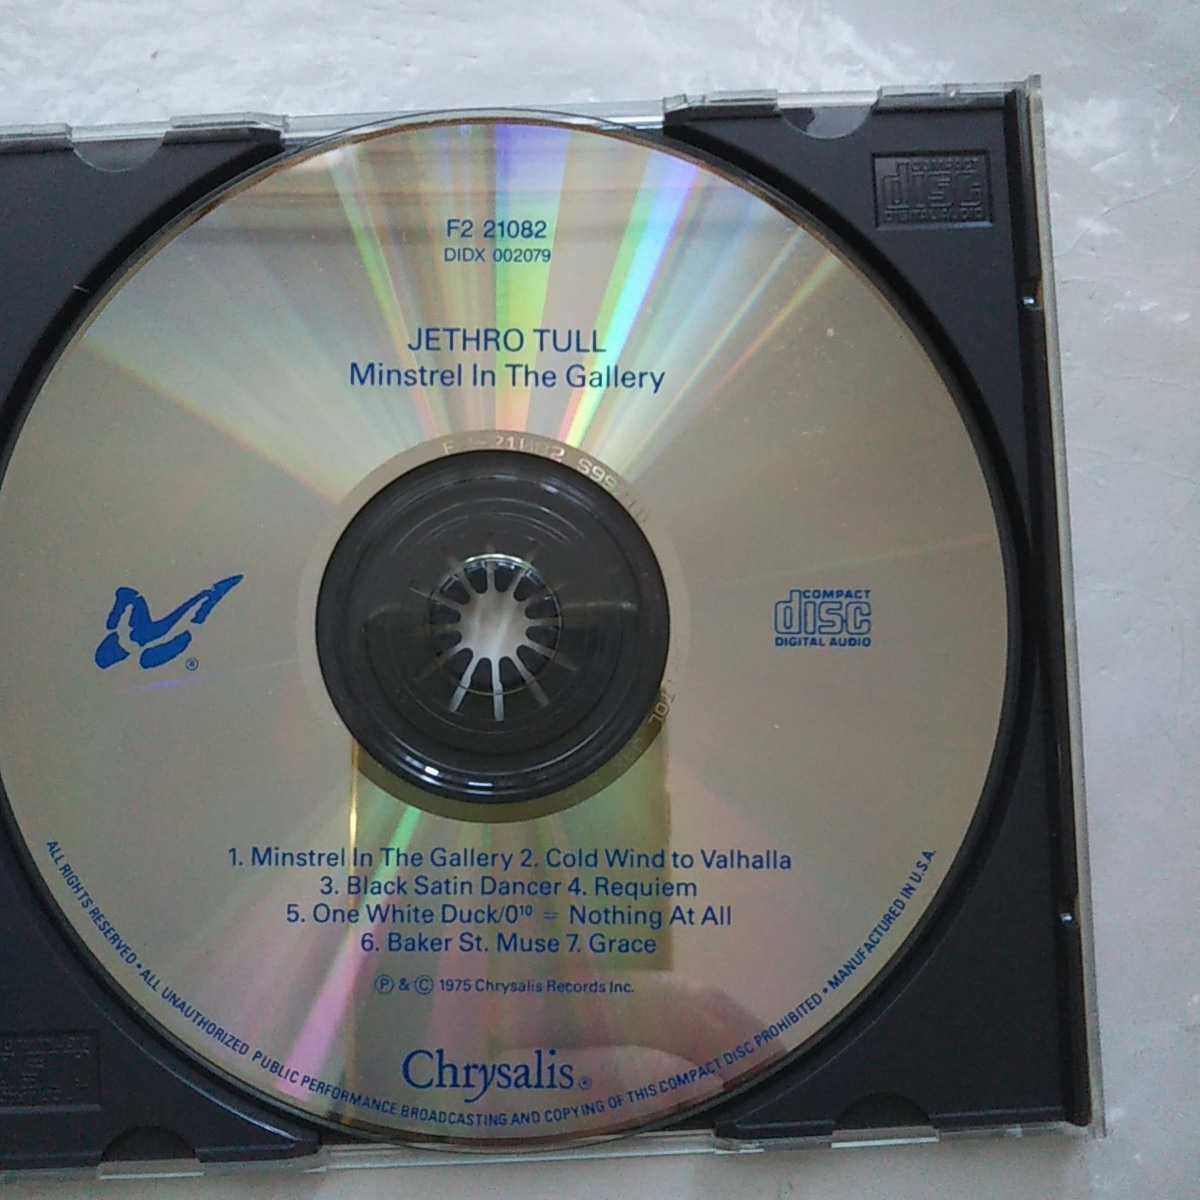 F2 21082
DIDX 002079
JETHRO TULL
Minstrel In The Gallery
COMPACT
disc
DIGITAL AUDIO
®
COMPACT
disc
DIGITAL AUDIO
1. Minstrel In The Gallery 2. Cold Wind to Valhalla
3. Black Satin Dancer 4. Requiem
5. One White Duck/0¹⁰ = Nothing At All
6. Baker St. Muse 7. Grace
Ⓟ & © 1975 Chrysalis Records Inc.
Chrysalis®
ALL RIGHTS RESERVED • ALL UNAUTHORIZED PUBLIC PERFORMANCE BROADCASTING AND COPYING OF THIS COMPACT DISC PROHIBITED • MANUFACTURED IN U.S.A.